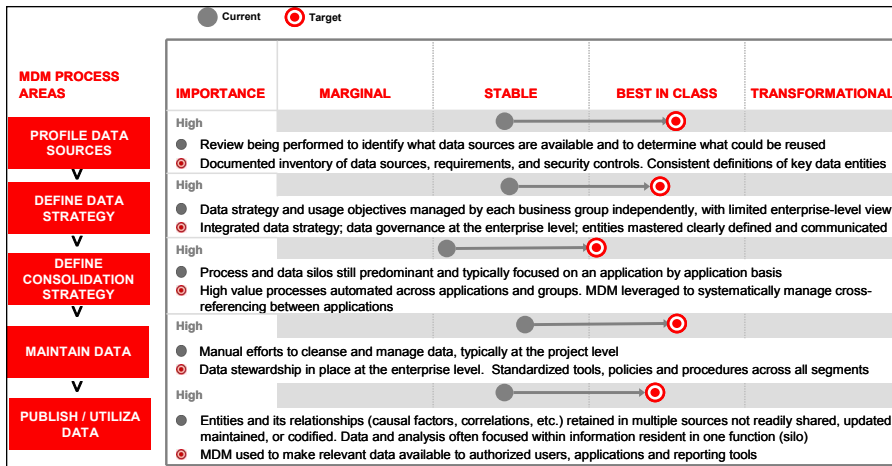 Current Target
MDM PROCESS
AREAS
IMPORTANCE MARGINAL STABLE BEST IN CLASS TRANSFORMATIONAL
PROFILE DATA
SOURCES
High
Review being performed to identify what data sources are available and to determine what could be reused
Documented inventory of data sources, requirements, and security controls. Consistent definitions of key data entities
DEFINE DATA
STRATEGY
High
Data strategy and usage objectives managed by each business group independently, with limited enterprise-level view
Integrated data strategy; data governance at the enterprise level; entities mastered clearly defined and communicated
DEFINE
CONSOLIDATION
STRATEGY
High
Process and data silos still predominant and typically focused on an application by application basis
High value processes automated across applications and groups. MDM leveraged to systematically manage cross-
referencing between applications
MAINTAIN DATA
High
Manual efforts to cleanse and manage data, typically at the project level
Data stewardship in place at the enterprise level. Standardized tools, policies and procedures across all segments
PUBLISH / UTILIZA
DATA
High
Entities and its relationships (causal factors, correlations, etc.) retained in multiple sources not readily shared, updated
maintained, or codified. Data and analysis often focused within information resident in one function (silo)
MDM used to make relevant data available to authorized users, applications and reporting tools